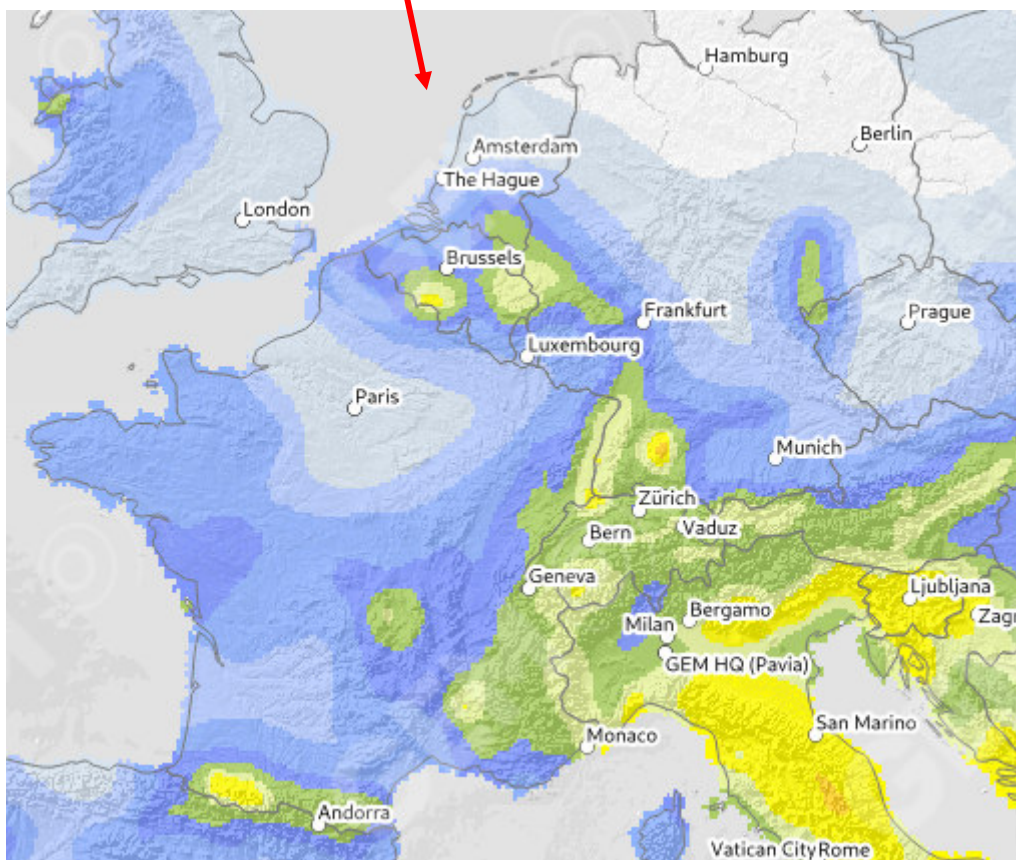 Hamburg
Berlin
Amsterdam
The Hague
London
Brussels
Frankfurt
Prague
Luxembourg
Paris
Munich
Zürich
Bern
Vaduz
Geneva
Ljubljana
Bergamo
Zagr
Milan
GEM HQ (Pavia)
San Marino
Monaco
Andorra
Vatican City Rome